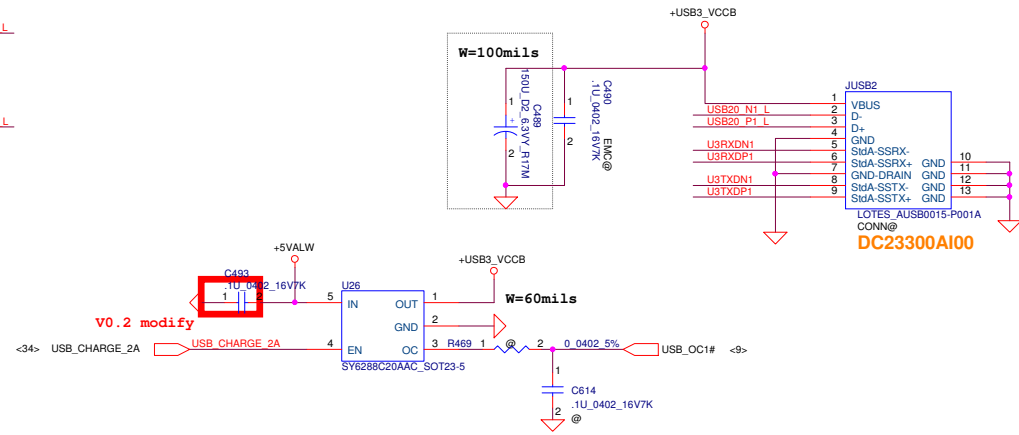 L
L
+USB3_VCCB
W=100mils
1
2
C489
150U_D2_6.3VY_R17M
1
2
C490
.1U_0402_16V7K
EMC@
JUSB2
1 VBUS
USB20_N1_L 2 D-
USB20_P1_L 3 D+
4 GND
U3RXDN1 5 StdA-SSRX-
U3RXDP1 6 StdA-SSRX+ GND 10
7 GND-DRAIN GND 11
U3TXDN1 8 StdA-SSTX- GND 12
U3TXDP1 9 StdA-SSTX+ GND 13
LOTES_AUSB0015-P001A
CONN@
DC23300AI00
+5VALW
+USB3_VCCB
C493
.1U_0402_16V7K
1 2
U26
5 IN OUT 1
W=60mils
GND 2
V0.2 modify
<34> USB_CHARGE_2A USB_CHARGE_2A 4 EN OC 3 R469 1 @ 2 0_0402_5% USB_OC1# <9>
SY6288C20AAC_SOT23-5
1
C614
.1U_0402_16V7K
2
@